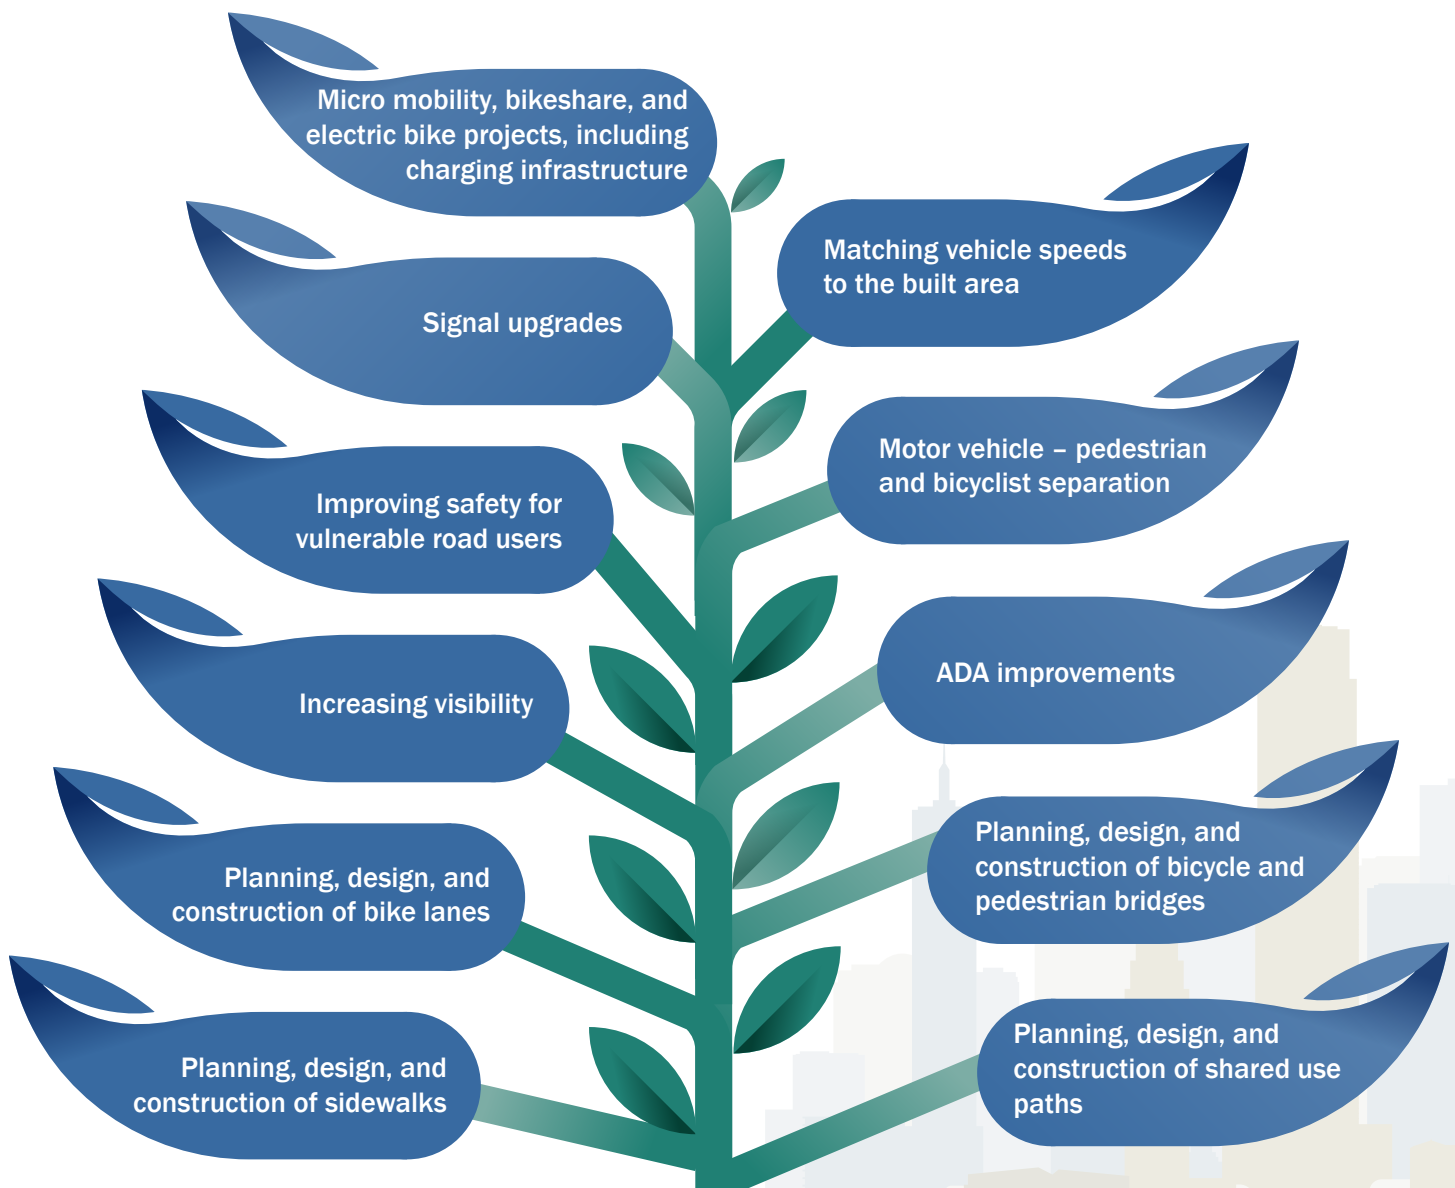 Micro mobility, bikeshare, and
electric bike projects, including
charging infrastructure
Matching vehicle speeds
to the built area
Signal upgrades
Motor vehicle – pedestrian
and bicyclist separation
Improving safety for
vulnerable road users
ADA improvements
Increasing visibility
Planning, design, and
construction of bicycle and
pedestrian bridges
Planning, design, and
construction of bike lanes
Planning, design, and
construction of shared use
paths
Planning, design, and
construction of sidewalks